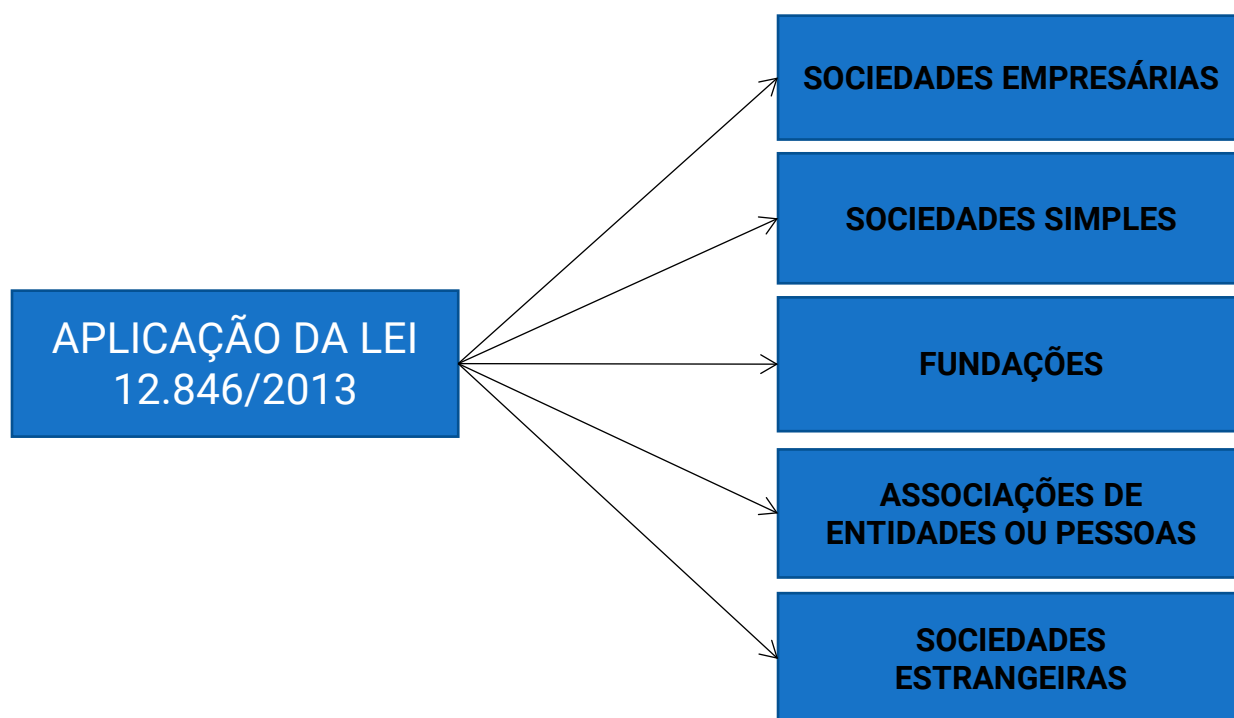 SOCIEDADES EMPRESÁRIAS
SOCIEDADES SIMPLES
APLICAÇÃO DA LEI
12.846/2013
FUNDAÇÕES
ASSOCIAÇÕES DE
ENTIDADES OU PESSOAS
SOCIEDADES
ESTRANGEIRAS